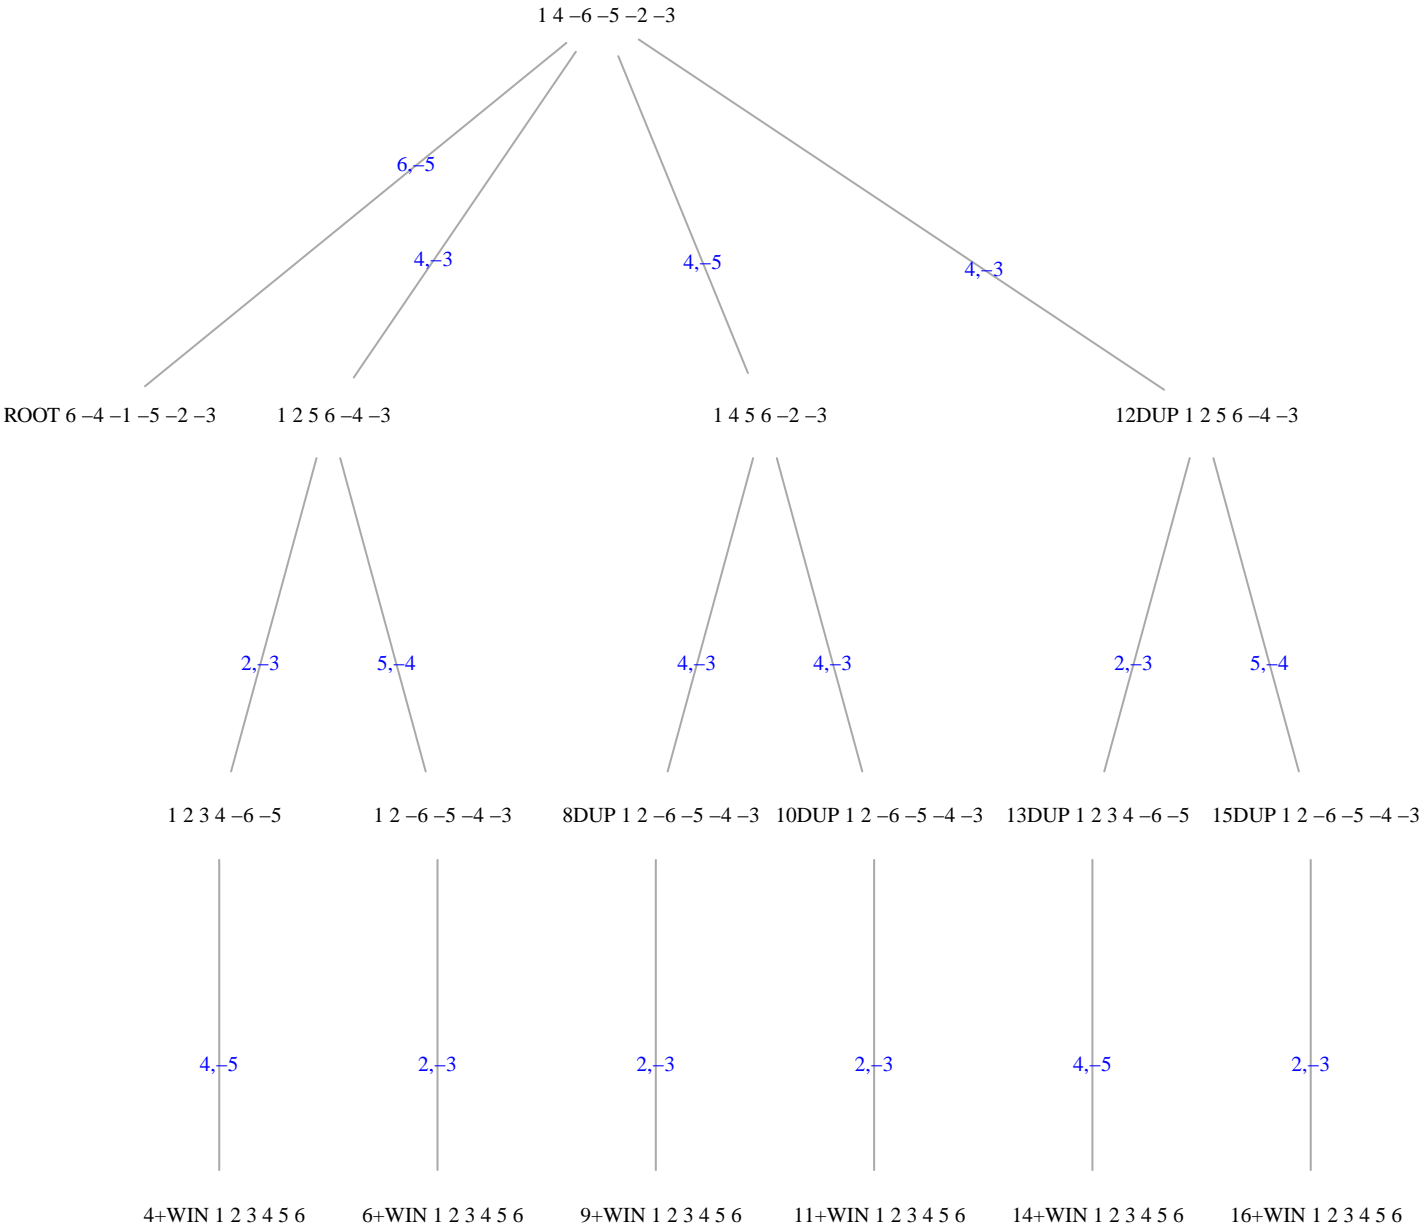 1 4 –6 –5 –2 –3
6,–5
4,–3
4,–5
4,–3
ROOT 6 –4 –1 –5 –2 –3
1 2 5 6 –4 –3
1 4 5 6 –2 –3
12DUP 1 2 5 6 –4 –3
2,–3
5,–4
4,–3
4,–3
2,–3
5,–4
1 2 3 4 –6 –5
1 2 –6 –5 –4 –3
8DUP 1 2 –6 –5 –4 –3
10DUP 1 2 –6 –5 –4 –3
13DUP 1 2 3 4 –6 –5
15DUP 1 2 –6 –5 –4 –3
4,–5
2,–3
2,–3
2,–3
4,–5
2,–3
4+WIN 1 2 3 4 5 6
6+WIN 1 2 3 4 5 6
9+WIN 1 2 3 4 5 6
11+WIN 1 2 3 4 5 6
14+WIN 1 2 3 4 5 6
16+WIN 1 2 3 4 5 6